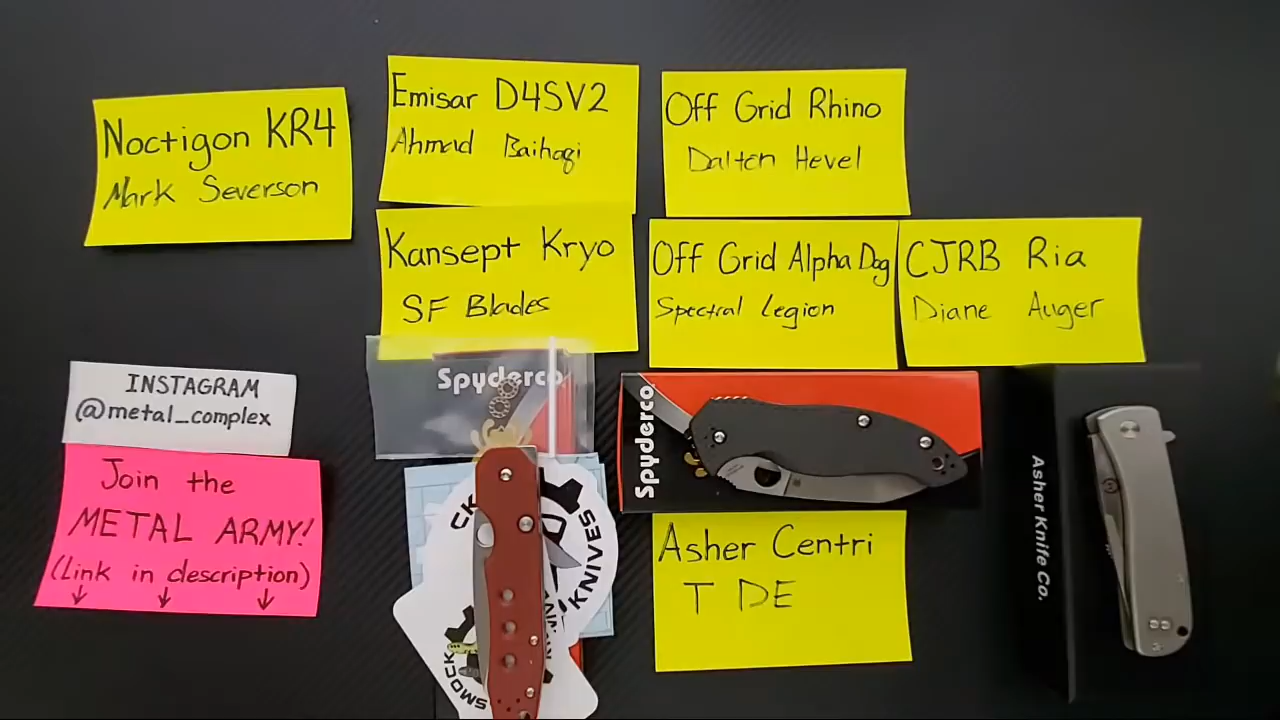 Noctigon KR4
Mark Severson
Emisar D4SV2
Ahmad Baihaqi
Off Grid Rhino
Dalton Hevel
Kansept Kryo
SF Blades
Off Grid Alpha Dog
Spectral Legion
CJRB Ria
Diane Auger
INSTAGRAM
@metal_complex
Join the
METAL ARMY!
(Link in description)
Spyderco
Spyderco
Asher Knife Co.
CK
KNIVES
SMOCK
Asher Centri
T DE